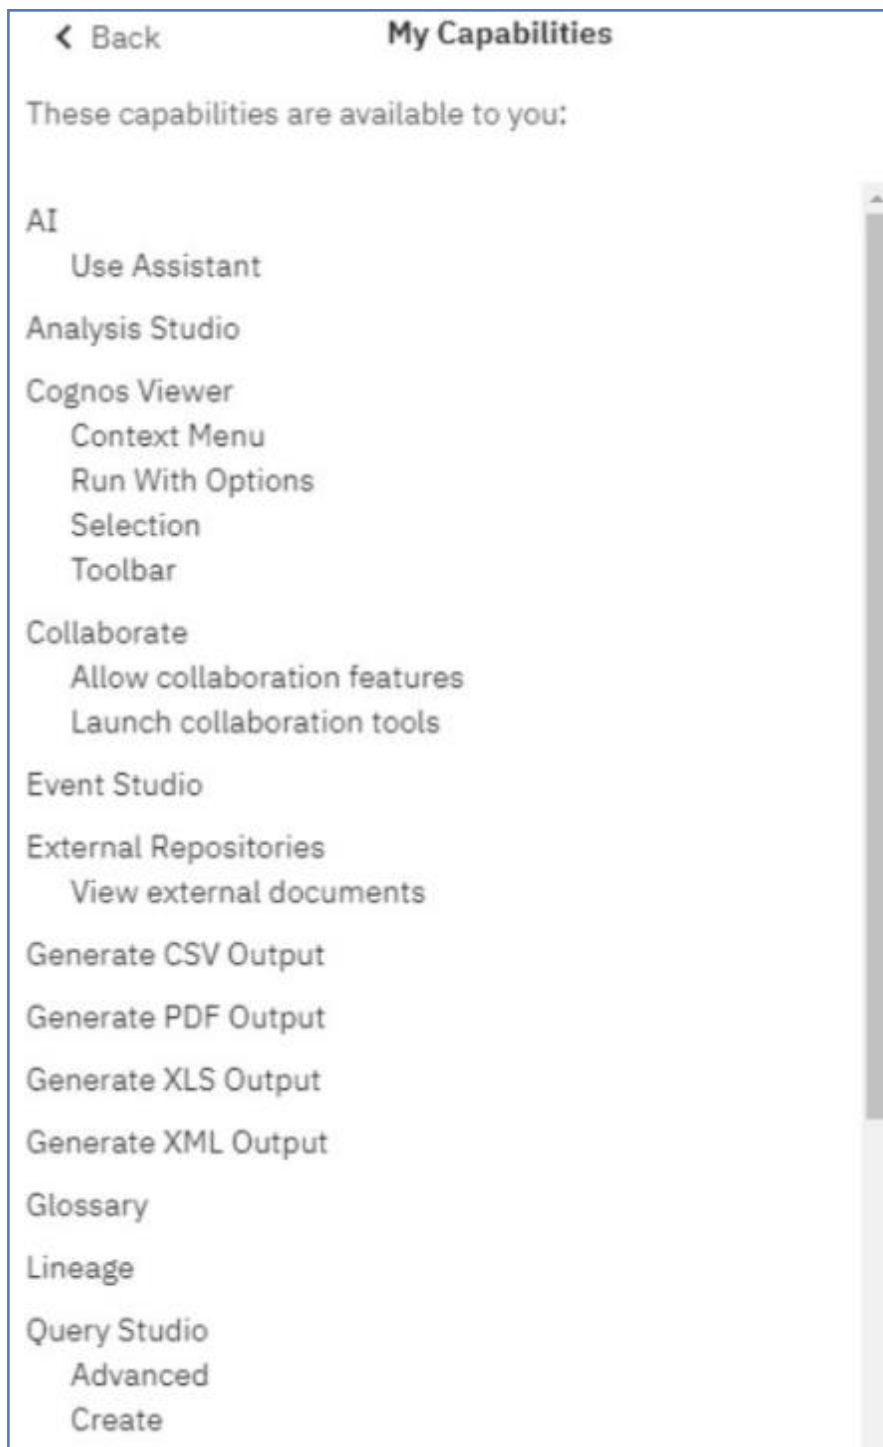 Back
My Capabilities
These capabilities are available to you:
AI
Use Assistant
Analysis Studio
Cognos Viewer
Context Menu
Run With Options
Selection
Toolbar
Collaborate
Allow collaboration features
Launch collaboration tools
Event Studio
External Repositories
View external documents
Generate CSV Output
Generate PDF Output
Generate XLS Output
Generate XML Output
Glossary
Lineage
Query Studio
Advanced
Create